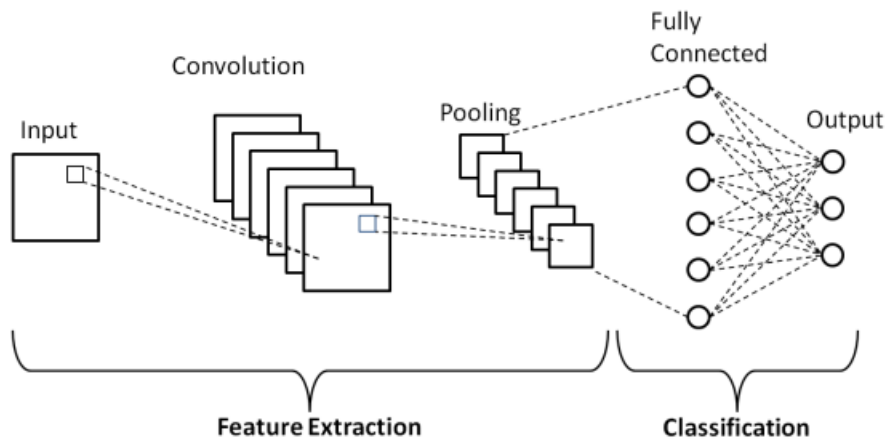 Input
Convolution
Pooling
Fully
Connected
Output
Feature Extraction
Classification